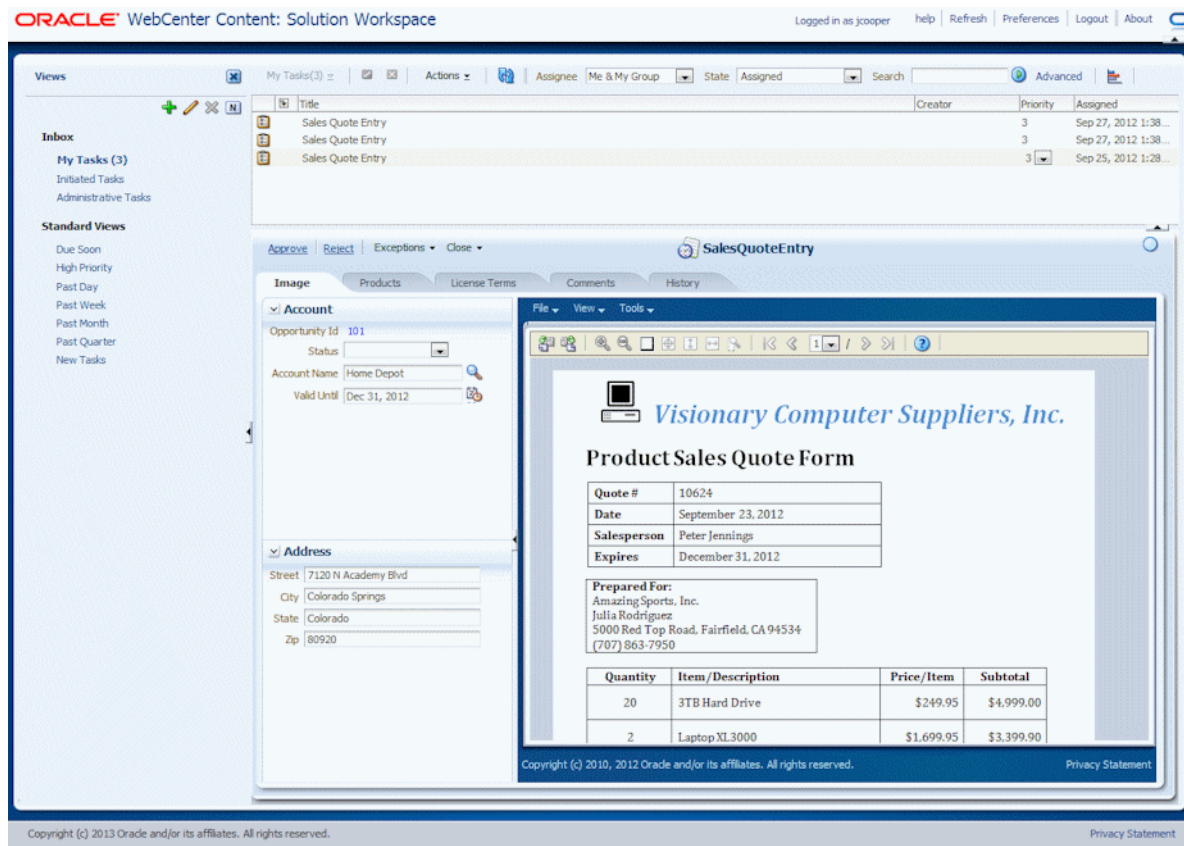 ORACLE® WebCenter Content: Solution Workspace
Logged in as jcooper help Refresh Preferences Logout About
Views
My Tasks(3) Actions Assignee Me & My Group State Assigned Search Advanced
N
Title Creator Priority Assigned
Sales Quote Entry 3 Sep 27, 2012 1:38...
Sales Quote Entry 3 Sep 27, 2012 1:38...
Sales Quote Entry 3 Sep 25, 2012 1:28...
Inbox
My Tasks (3)
Initiated Tasks
Administrative Tasks
Standard Views
Due Soon
High Priority
Past Day
Past Week
Past Month
Past Quarter
New Tasks
Approve Reject Exceptions Close SalesQuoteEntry
Image Products License Terms Comments History
Account
Opportunity Id 101
Status
Account Name Home Depot
Valid Until Dec 31, 2012
Address
Street 7120 N Academy Blvd
City Colorado Springs
State Colorado
Zip 80920
File View Tools
1 /
Visionary Computer Suppliers, Inc.
Product Sales Quote Form
Quote # 10624
Date September 23, 2012
Salesperson Peter Jennings
Expires December 31, 2012
Prepared For:
Amazing Sports, Inc.
Julia Rodriguez
5000 Red Top Road, Fairfield, CA 94534
(707) 863-7950
Quantity Item/Description Price/Item Subtotal
20 3TB Hard Drive $249.95 $4,999.00
2 Laptop XL3000 $1,699.95 $3,399.90
Copyright (c) 2010, 2012 Oracle and/or its affiliates. All rights reserved. Privacy Statement
Copyright (c) 2013 Oracle and/or its affiliates. All rights reserved. Privacy Statement